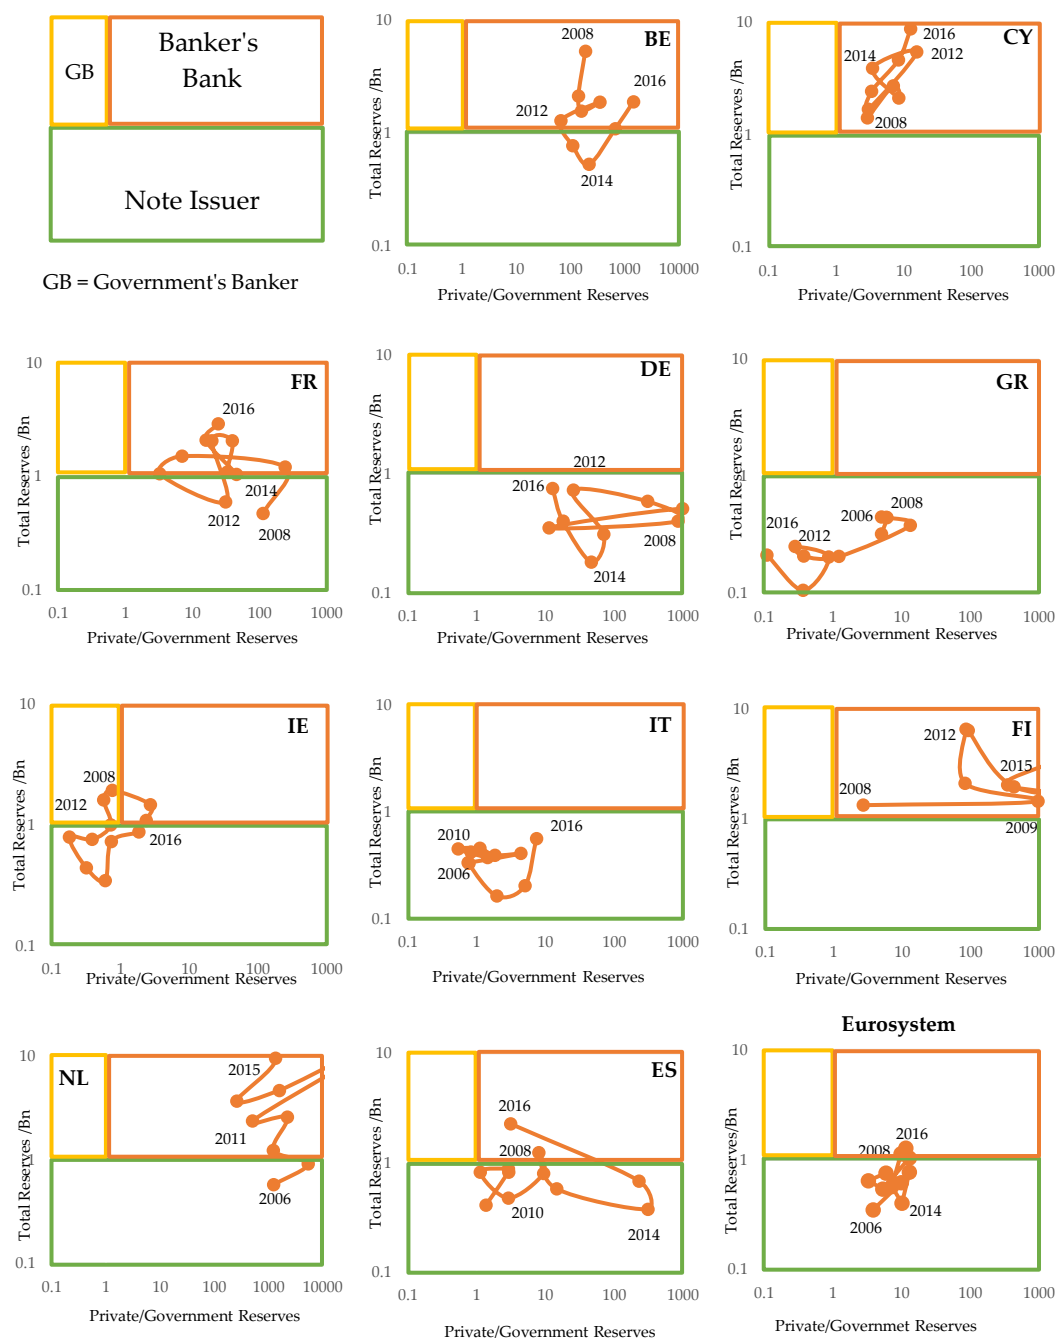 GB
Banker's
Bank
Note Issuer
GB = Government's Banker
Total Reserves /Bn
10
1
0.1
BE
2008
2016
2012
2014
0.1 1 10 100 1000 10000
Private/Government Reserves
Total Reserves /Bn
10
1
0.1
CY
2016
2014
2012
2008
0.1 1 10 100 1000
Private/Government Reserves
Total Reserves /Bn
10
1
0.1
FR
2016
2014
2012
2008
0.1 1 10 100 1000
Private/Government Reserves
Total Reserves /Bn
10
1
0.1
DE
2012
2016
2008
2014
0.1 1 10 100 1000
Private/Government Reserves
Total Reserves /Bn
10
1
0.1
GR
2008
2006
2016
2012
0.1 1 10 100 1000
Private/Government Reserves
Total Reserves /Bn
10
1
0.1
IE
2008
2012
2016
0.1 1 10 100 1000
Private/Government Reserves
Total Reserves /Bn
10
1
0.1
IT
2016
2010
2006
0.1 1 10 100 1000
Private/Government Reserves
Total Reserves /Bn
10
1
0.1
FI
2012
2015
2008
2009
0.1 1 10 100 1000
Private/Government Reserves
Total Reserves /Bn
10
1
0.1
NL
2015
2011
2006
0.1 1 10 100 1000 10000
Private/Government Reserves
Total Reserves /Bn
10
1
0.1
ES
2016
2008
2010
2014
0.1 1 10 100 1000
Private/Government Reserves
Eurosystem
Total Reserves/Bn
10
1
0.1
2016
2008
2014
2006
0.1 1 10 100 1000
Private/Governmet Reserves